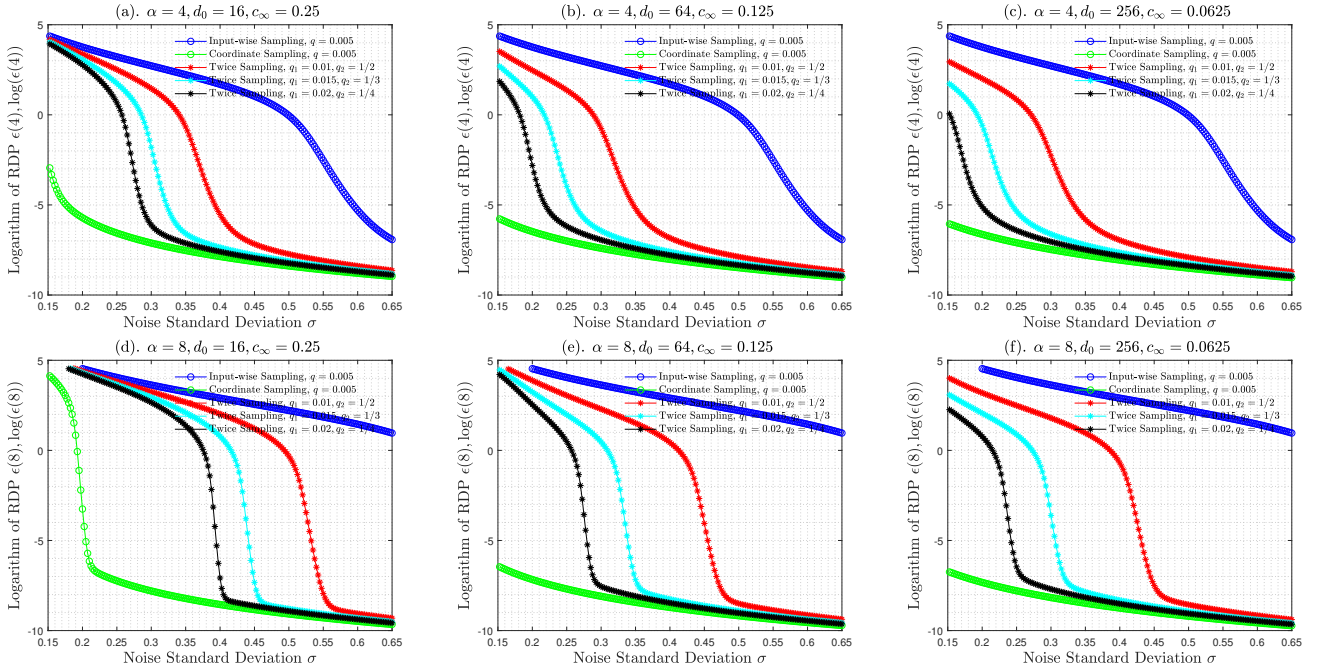 (a). α = 4, d₀ = 16, c∞ = 0.25
Logarithm of RDP ϵ(4), log(ϵ(4))
5
0
-5
-10
Input-wise Sampling, q = 0.005
Coordinate Sampling, q = 0.005
Twice Sampling, q₁ = 0.01, q₂ = 1/2
Twice Sampling, q₁ = 0.015, q₂ = 1/3
Twice Sampling, q₁ = 0.02, q₂ = 1/4
0.15 0.2 0.25 0.3 0.35 0.4 0.45 0.5 0.55 0.6 0.65
Noise Standard Deviation σ
(b). α = 4, d₀ = 64, c∞ = 0.125
Logarithm of RDP ϵ(4), log(ϵ(4))
5
0
-5
-10
Input-wise Sampling, q = 0.005
Coordinate Sampling, q = 0.005
Twice Sampling, q₁ = 0.01, q₂ = 1/2
Twice Sampling, q₁ = 0.015, q₂ = 1/3
Twice Sampling, q₁ = 0.02, q₂ = 1/4
0.15 0.2 0.25 0.3 0.35 0.4 0.45 0.5 0.55 0.6 0.65
Noise Standard Deviation σ
(c). α = 4, d₀ = 256, c∞ = 0.0625
Logarithm of RDP ϵ(4), log(ϵ(4))
5
0
-5
-10
Input-wise Sampling, q = 0.005
Coordinate Sampling, q = 0.005
Twice Sampling, q₁ = 0.01, q₂ = 1/2
Twice Sampling, q₁ = 0.015, q₂ = 1/3
Twice Sampling, q₁ = 0.02, q₂ = 1/4
0.15 0.2 0.25 0.3 0.35 0.4 0.45 0.5 0.55 0.6 0.65
Noise Standard Deviation σ
(d). α = 8, d₀ = 16, c∞ = 0.25
Logarithm of RDP ϵ(8), log(ϵ(8))
5
0
-5
-10
Input-wise Sampling, q = 0.005
Coordinate Sampling, q = 0.005
Twice Sampling, q₁ = 0.01, q₂ = 1/2
Twice Sampling, q₁ = 0.015, q₂ = 1/3
Twice Sampling, q₁ = 0.02, q₂ = 1/4
0.15 0.2 0.25 0.3 0.35 0.4 0.45 0.5 0.55 0.6 0.65
Noise Standard Deviation σ
(e). α = 8, d₀ = 64, c∞ = 0.125
Logarithm of RDP ϵ(8), log(ϵ(8))
5
0
-5
-10
Input-wise Sampling, q = 0.005
Coordinate Sampling, q = 0.005
Twice Sampling, q₁ = 0.01, q₂ = 1/2
Twice Sampling, q₁ = 0.015, q₂ = 1/3
Twice Sampling, q₁ = 0.02, q₂ = 1/4
0.15 0.2 0.25 0.3 0.35 0.4 0.45 0.5 0.55 0.6 0.65
Noise Standard Deviation σ
(f). α = 8, d₀ = 256, c∞ = 0.0625
Logarithm of RDP ϵ(8), log(ϵ(8))
5
0
-5
-10
Input-wise Sampling, q = 0.005
Coordinate Sampling, q = 0.005
Twice Sampling, q₁ = 0.01, q₂ = 1/2
Twice Sampling, q₁ = 0.015, q₂ = 1/3
Twice Sampling, q₁ = 0.02, q₂ = 1/4
0.15 0.2 0.25 0.3 0.35 0.4 0.45 0.5 0.55 0.6 0.65
Noise Standard Deviation σ